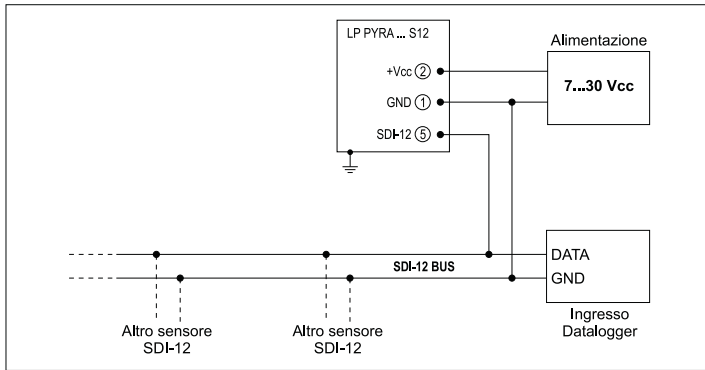 LP PYRA ... S12
+Vcc 2
GND 1
SDI-12 5
Alimentazione
7...30 Vcc
SDI-12 BUS
DATA
GND
Ingresso
Datalogger
Altro sensore
SDI-12
Altro sensore
SDI-12